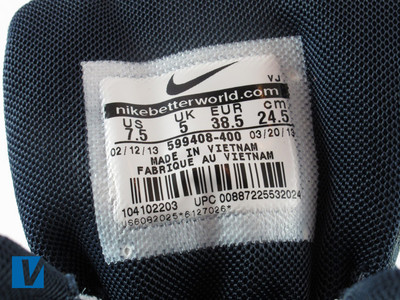 VJ
nikebetterworld.com
US UK EUR cm
7.5 5 38.5 24.5
02/12/13 599408-400 03/20/13
MADE IN VIETNAM
FABRIQUE AU VIETNAM
104102203 UPC 00887225532024
V